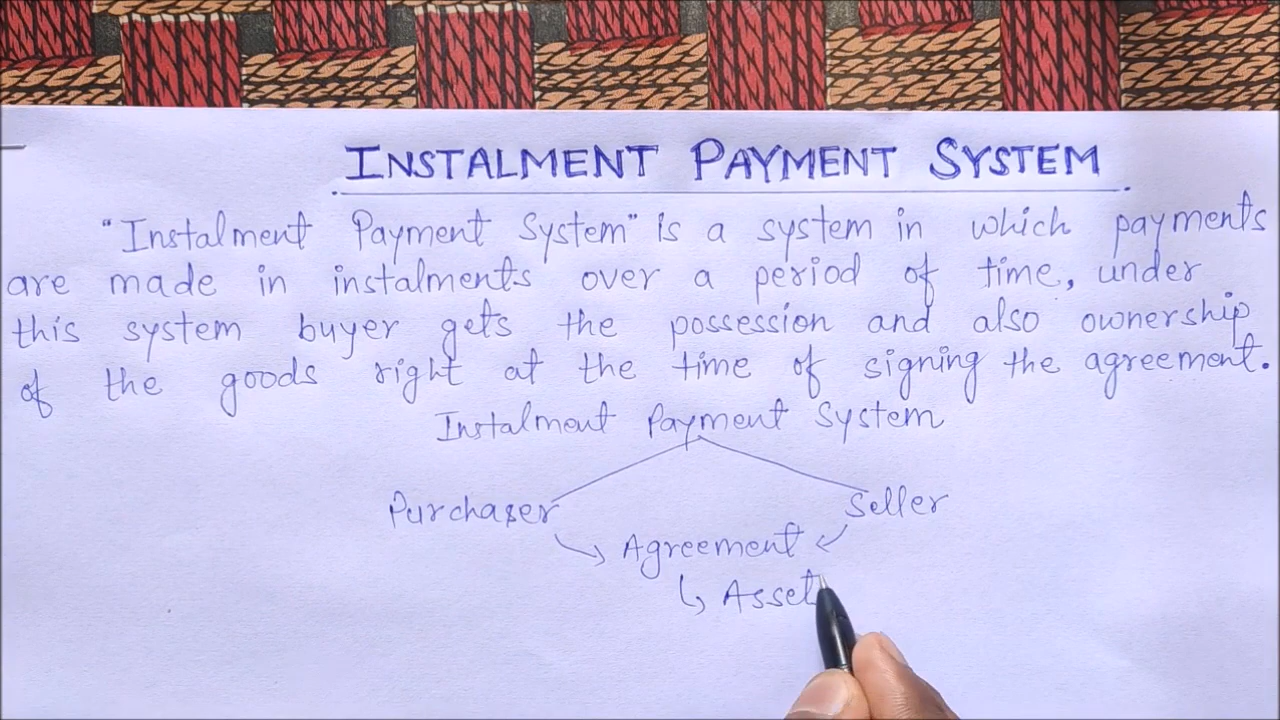 INSTALMENT PAYMENT SYSTEM
"Instalment Payment System" is a system in which payments
are made in instalments over a period of time, under
this system buyer gets the possession and also ownership
of the goods right at the time of signing the agreement.
Instalment Payment System
Purchaser Seller
Agreement
Asset